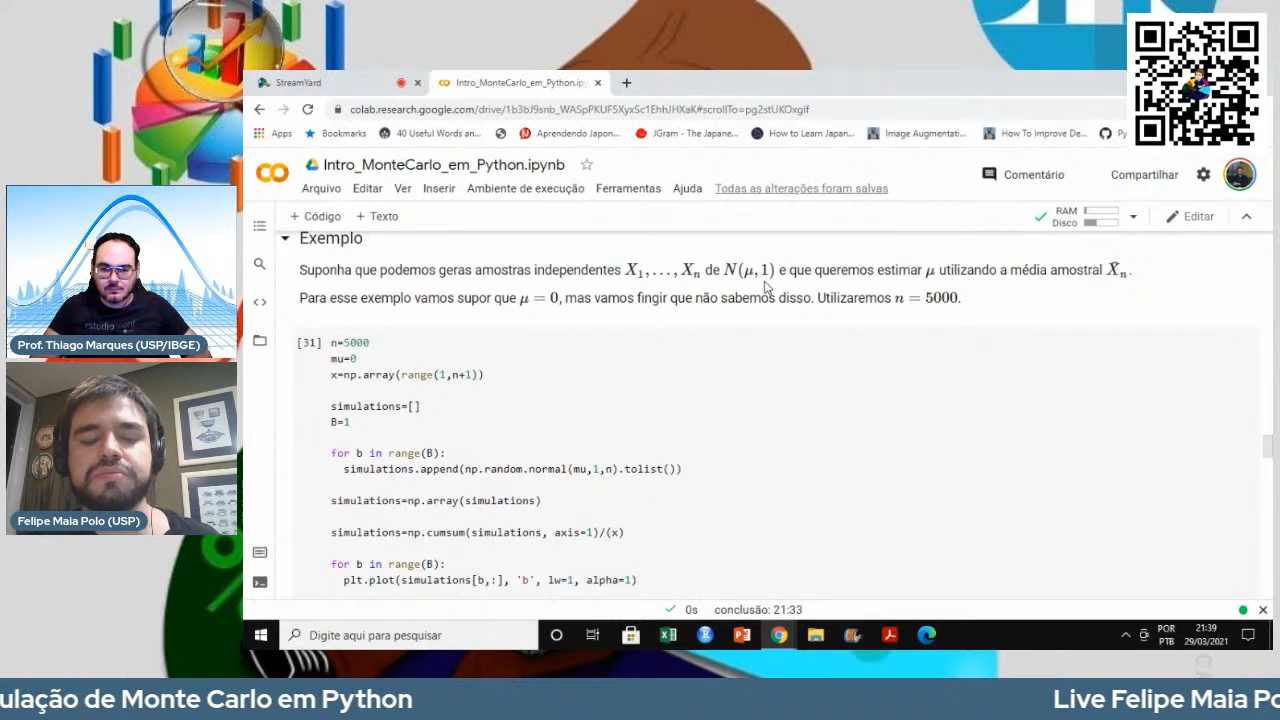 StreamYard
Intro_MonteCarlo_em_Python.ipy
colab.research.google.com
Apps
Bookmarks
40 Useful Words an...
Aprendendo Japon...
JGram - The Japane...
How to Learn Japan...
Image Augmentati...
How To Improve De...
Intro_MonteCarlo_em_Python.ipynb
Comentário
Compartilhar
Arquivo Editar Ver Inserir Ambiente de execução Ferramentas Ajuda Todas as alterações foram salvas
+ Código + Texto
RAM
Disco
Editar
Exemplo
Suponha que podemos geras amostras independentes X₁, . . . , Xₙ de N(μ, 1) e que queremos estimar μ utilizando a média amostral X̄ₙ.
Para esse exemplo vamos supor que μ = 0, mas vamos fingir que não sabemos disso. Utilizaremos n = 5000.
[31] n=5000
mu=0
x=np.array(range(1,n+1))
simulations=[]
B=1
for b in range(B):
simulations.append(np.random.normal(mu,1,n).tolist())
simulations=np.array(simulations)
simulations=np.cumsum(simulations, axis=1)/(x)
for b in range(B):
plt.plot(simulations[b,:], 'b', lw=1, alpha=1)
0s conclusão: 21:33
Digite aqui para pesquisar
POR
PTB
21:39
29/03/2021
rstudio::conf
Prof. Thiago Marques (USP/IBGE)
Felipe Maia Polo (USP)
ulação de Monte Carlo em Python
Live Felipe Maia Po